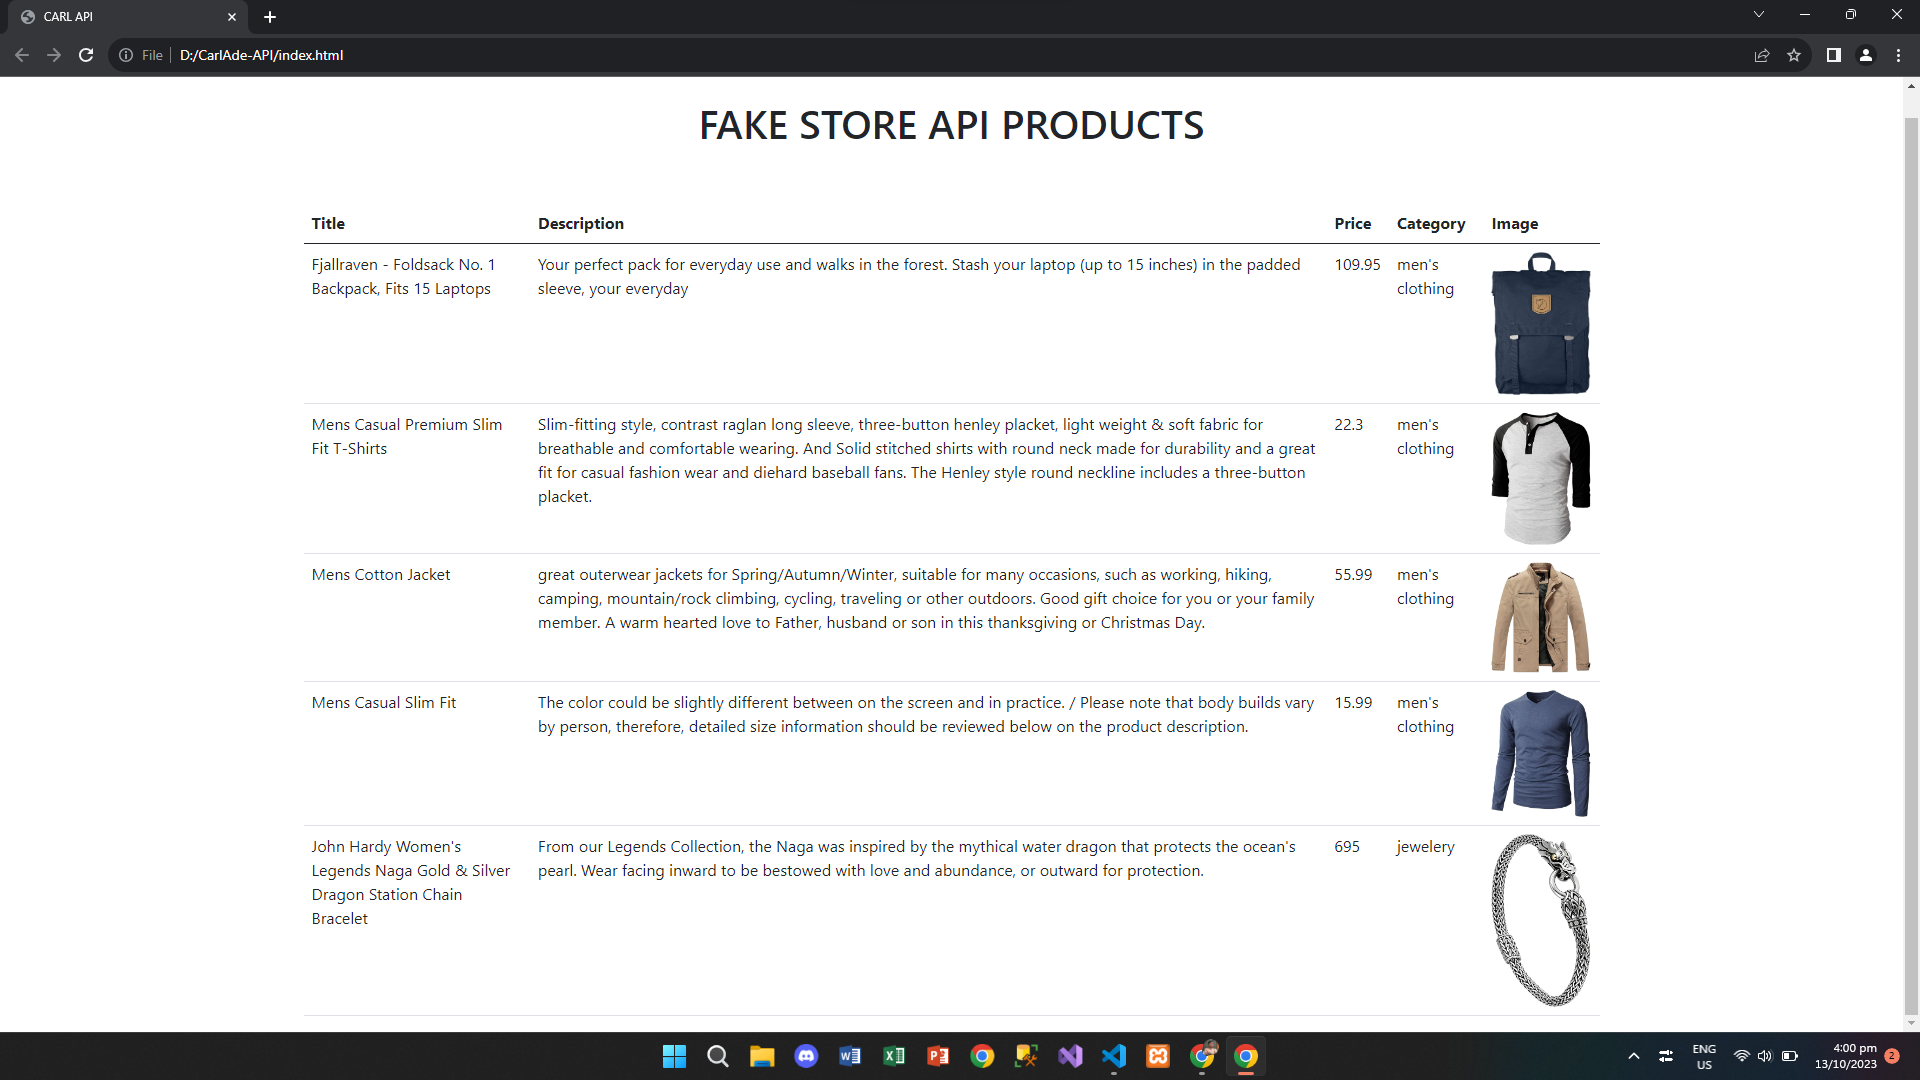 CARL API
File
D:/CarlAde-API/index.html
FAKE STORE API PRODUCTS
Title Description Price Category Image
Fjallraven - Foldsack No. 1
Backpack, Fits 15 Laptops
Your perfect pack for everyday use and walks in the forest. Stash your laptop (up to 15 inches) in the padded
sleeve, your everyday
109.95
men's
clothing
Mens Casual Premium Slim
Fit T-Shirts
Slim-fitting style, contrast raglan long sleeve, three-button henley placket, light weight & soft fabric for
breathable and comfortable wearing. And Solid stitched shirts with round neck made for durability and a great
fit for casual fashion wear and diehard baseball fans. The Henley style round neckline includes a three-button
placket.
22.3
men's
clothing
Mens Cotton Jacket
great outerwear jackets for Spring/Autumn/Winter, suitable for many occasions, such as working, hiking,
camping, mountain/rock climbing, cycling, traveling or other outdoors. Good gift choice for you or your family
member. A warm hearted love to Father, husband or son in this thanksgiving or Christmas Day.
55.99
men's
clothing
Mens Casual Slim Fit
The color could be slightly different between on the screen and in practice. / Please note that body builds vary
by person, therefore, detailed size information should be reviewed below on the product description.
15.99
men's
clothing
John Hardy Women's
Legends Naga Gold & Silver
Dragon Station Chain
Bracelet
From our Legends Collection, the Naga was inspired by the mythical water dragon that protects the ocean's
pearl. Wear facing inward to be bestowed with love and abundance, or outward for protection.
695
jewelery
ENG
US
4:00 pm
13/10/2023
2